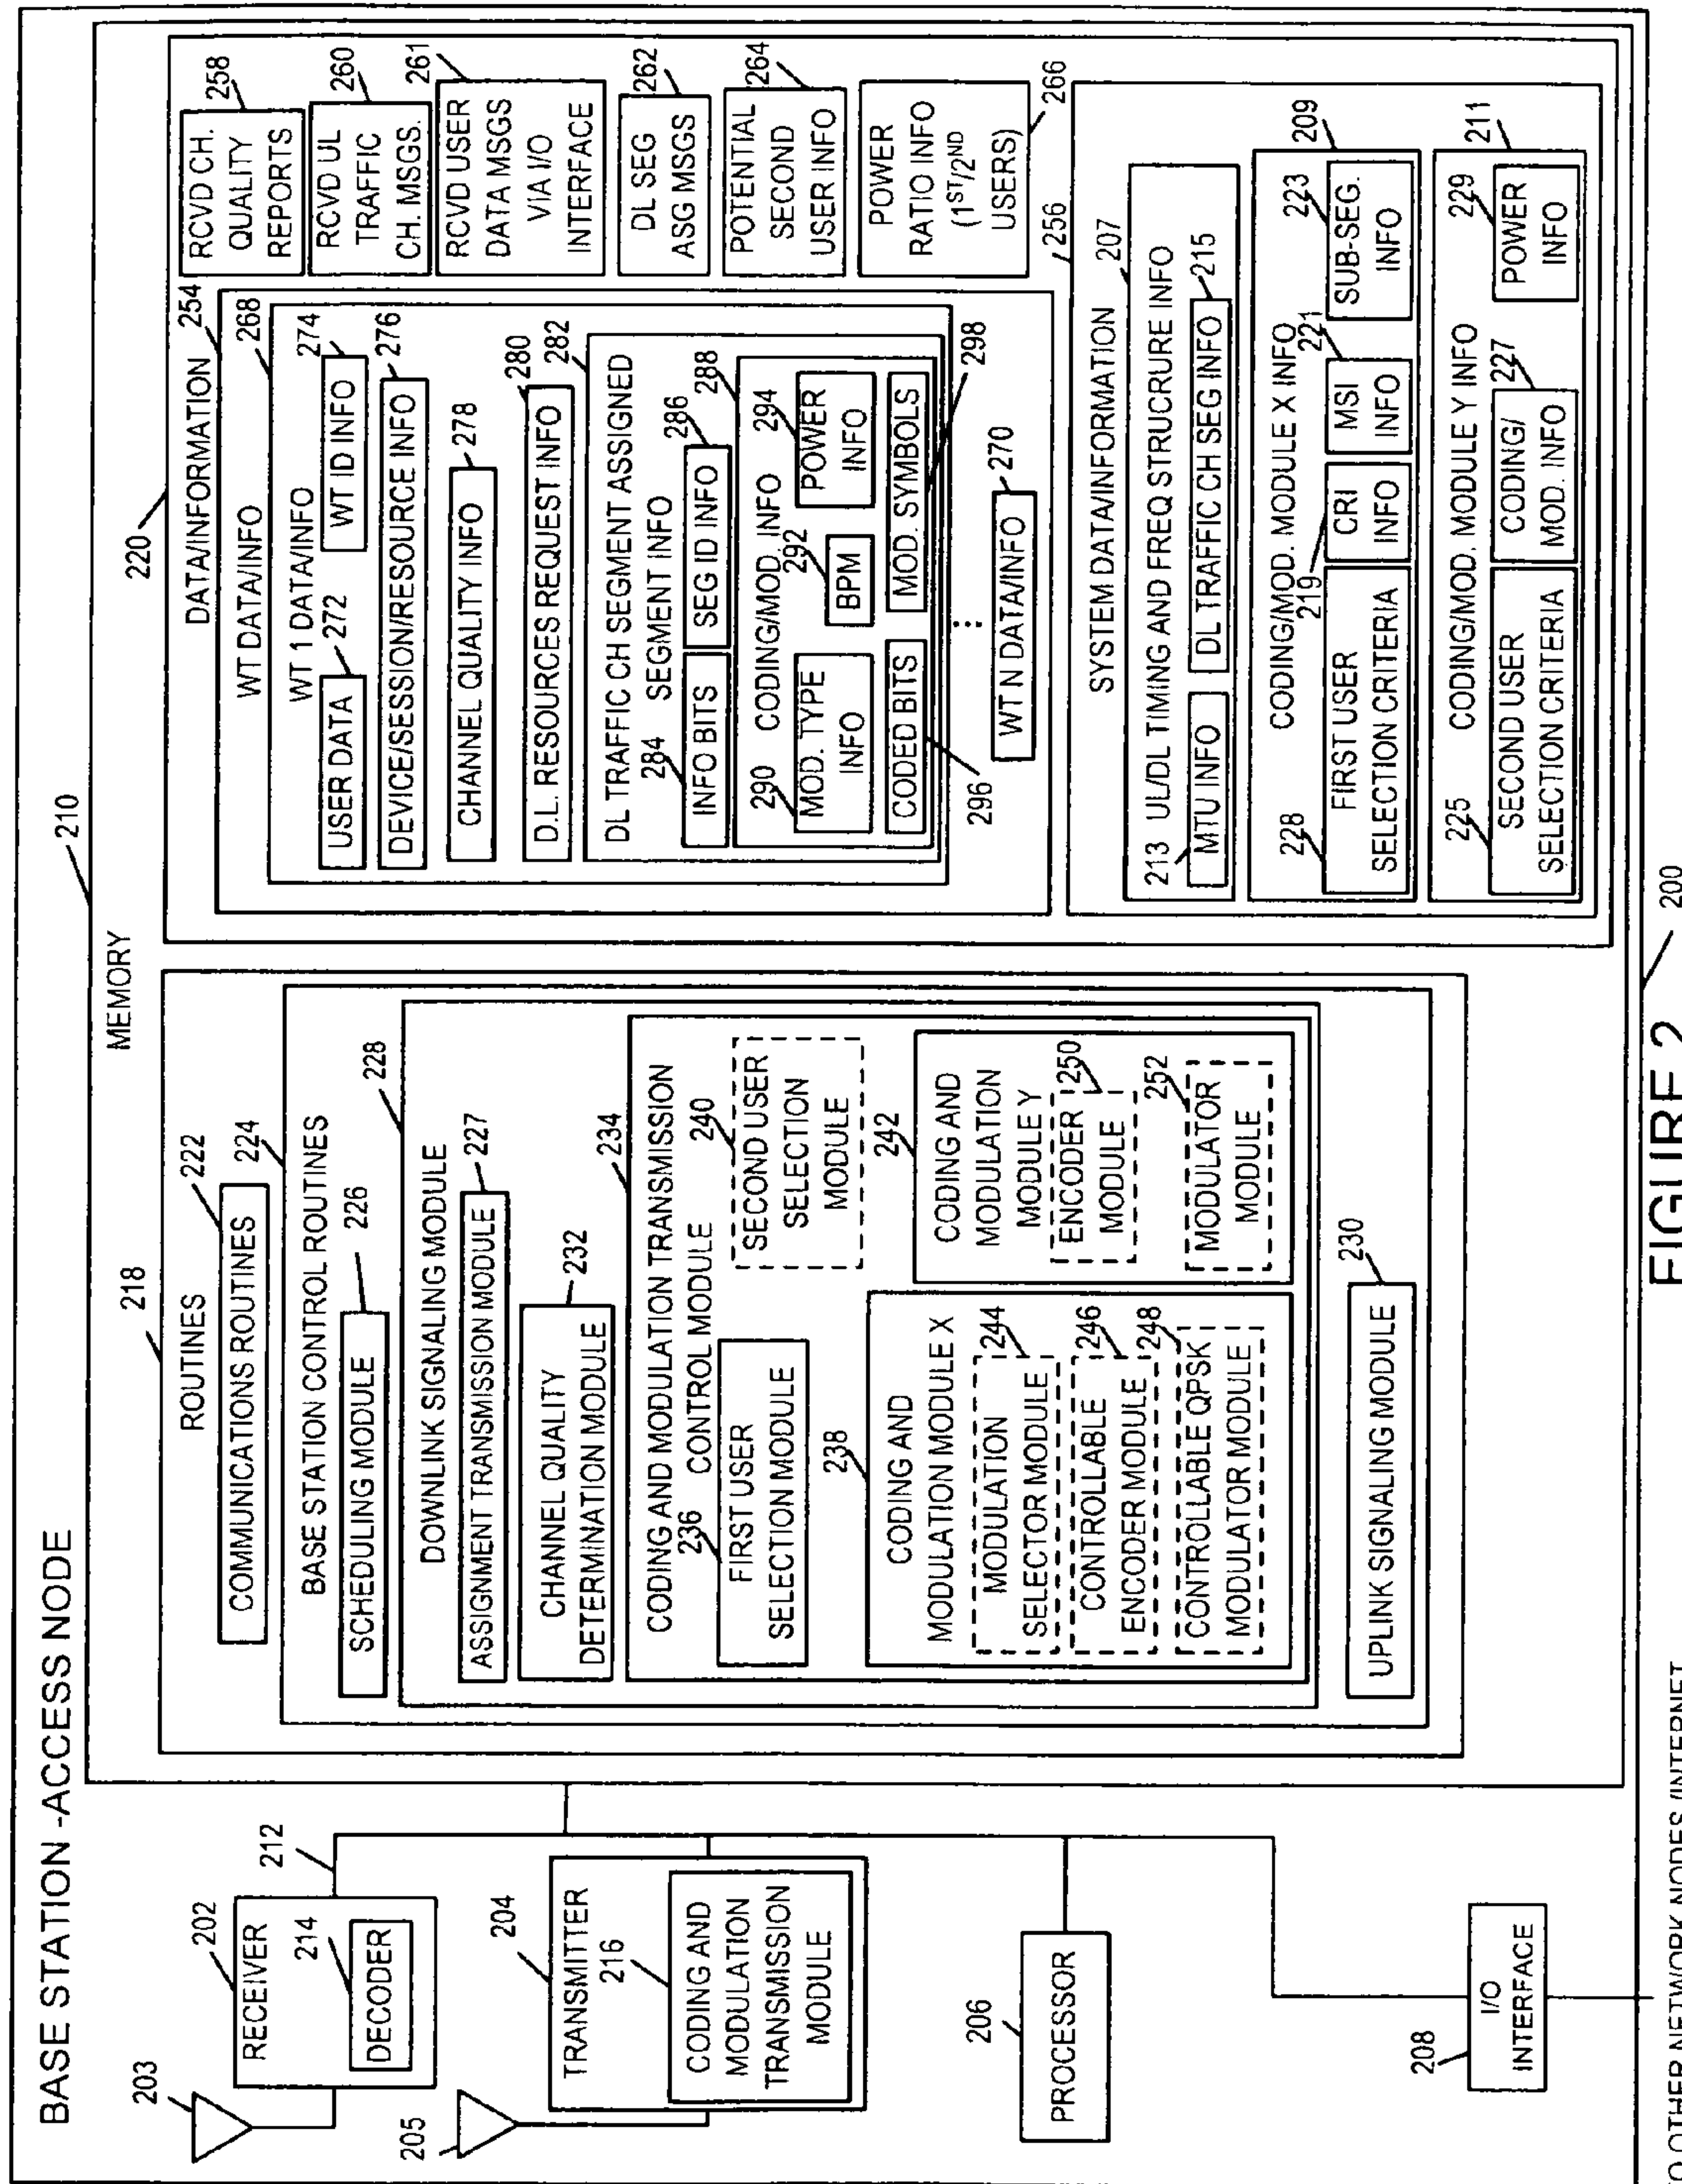 BASE STATION -ACCESS NODE
203
202
RECEIVER
214
DECODER
212
205
204
TRANSMITTER
216
CODING AND
MODULATION
TRANSMISSION
MODULE
206
PROCESSOR
208
I/O
INTERFACE
O OTHER NETWORK NODES /INTERNET
210
MEMORY
218
ROUTINES
222
COMMUNICATIONS ROUTINES
224
BASE STATION CONTROL ROUTINES
226
SCHEDULING MODULE
228
DOWNLINK SIGNALING MODULE
227
ASSIGNMENT TRANSMISSION MODULE
232
CHANNEL QUALITY
DETERMINATION MODULE
234
CODING AND MODULATION TRANSMISSION
CONTROL MODULE
236
FIRST USER
SELECTION MODULE
240
SECOND USER
SELECTION
MODULE
238
CODING AND
MODULATION MODULE X
244
MODULATION
SELECTOR MODULE
246
CONTROLLABLE
ENCODER MODULE
248
CONTROLLABLE QPSK
MODULATOR MODULE
242
CODING AND
MODULATION
MODULE Y
250
ENCODER
MODULE
252
MODULATOR
MODULE
230
UPLINK SIGNALING MODULE
220
DATA/INFORMATION
254
WT DATA/INFO
268
WT 1 DATA/INFO
272
USER DATA
274
WT ID INFO
276
DEVICE/SESSION/RESOURCE INFO
278
CHANNEL QUALITY INFO
280
D.L. RESOURCES REQUEST INFO
282
DL TRAFFIC CH SEGMENT ASSIGNED
SEGMENT INFO
284
INFO BITS
286
SEG ID INFO
288
CODING/MOD. INFO
290
MOD. TYPE
INFO
292
BPM
294
POWER
INFO
296
CODED BITS
298
MOD. SYMBOLS
...
270
WT N DATA/INFO
258
RCVD CH.
QUALITY
REPORTS
260
RCVD UL
TRAFFIC
CH. MSGS.
261
RCVD USER
DATA MSGS
VIA I/O
INTERFACE
262
DL SEG
ASG MSGS
264
POTENTIAL
SECOND
USER INFO
266
POWER
RATIO INFO
(1ST/2ND
USERS)
256
SYSTEM DATA/INFORMATION
207
UL/DL TIMING AND FREQ STRUCRURE INFO
213
MTU INFO
215
DL TRAFFIC CH SEG INFO
209
CODING/MOD. MODULE X INFO
228
FIRST USER
SELECTION CRITERIA
219
CRI
INFO
221
MSI
INFO
223
SUB-SEG.
INFO
211
CODING/MOD. MODULE Y INFO
225
SECOND USER
SELECTION CRITERIA
227
CODING/
MOD. INFO
229
POWER
INFO
200
FIGURE 2